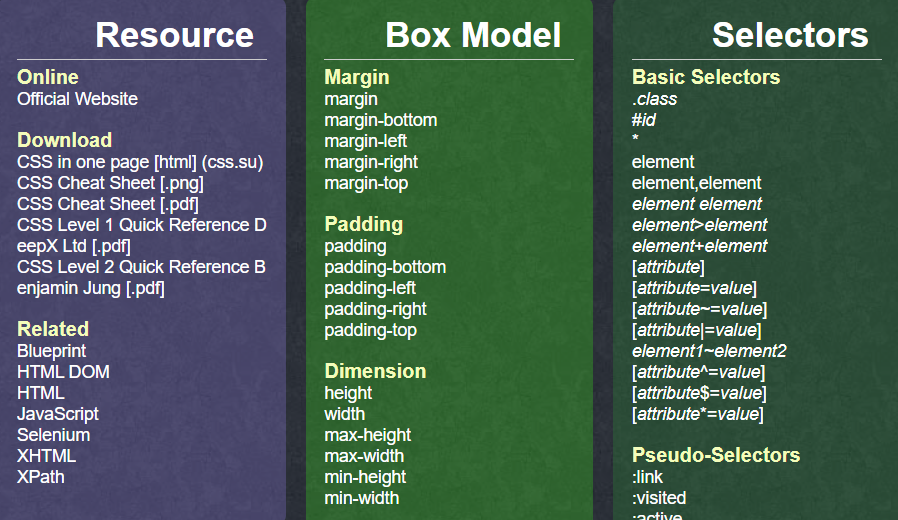 Resource
Online
Official Website
Download
CSS in one page [html] (css.su)
CSS Cheat Sheet [.png]
CSS Cheat Sheet [.pdf]
CSS Level 1 Quick Reference D
eepX Ltd [.pdf]
CSS Level 2 Quick Reference B
enjamin Jung [.pdf]
Related
Blueprint
HTML DOM
HTML
JavaScript
Selenium
XHTML
XPath
Box Model
Margin
margin
margin-bottom
margin-left
margin-right
margin-top
Padding
padding
padding-bottom
padding-left
padding-right
padding-top
Dimension
height
width
max-height
max-width
min-height
min-width
Selectors
Basic Selectors
.class
#id
*
element
element,element
element element
element>element
element+element
[attribute]
[attribute=value]
[attribute~=value]
[attribute|=value]
element1~element2
[attribute^=value]
[attribute$=value]
[attribute*=value]
Pseudo-Selectors
:link
:visited
:active